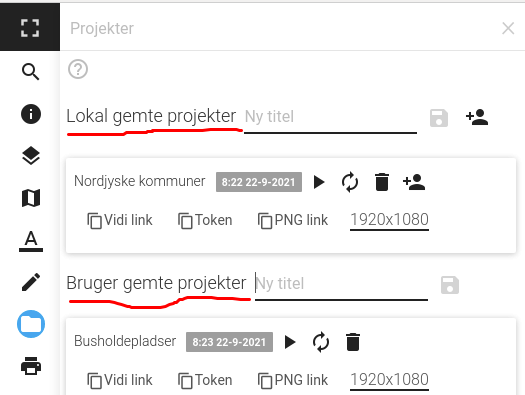 Projekter
Lokal gemte projekter Ny titel
Nordjyske kommuner 8:22 22-9-2021
Vidi link Token PNG link 1920x1080
A
Bruger gemte projekter Ny titel
Busholdepladser 8:23 22-9-2021
Vidi link Token PNG link 1920x1080